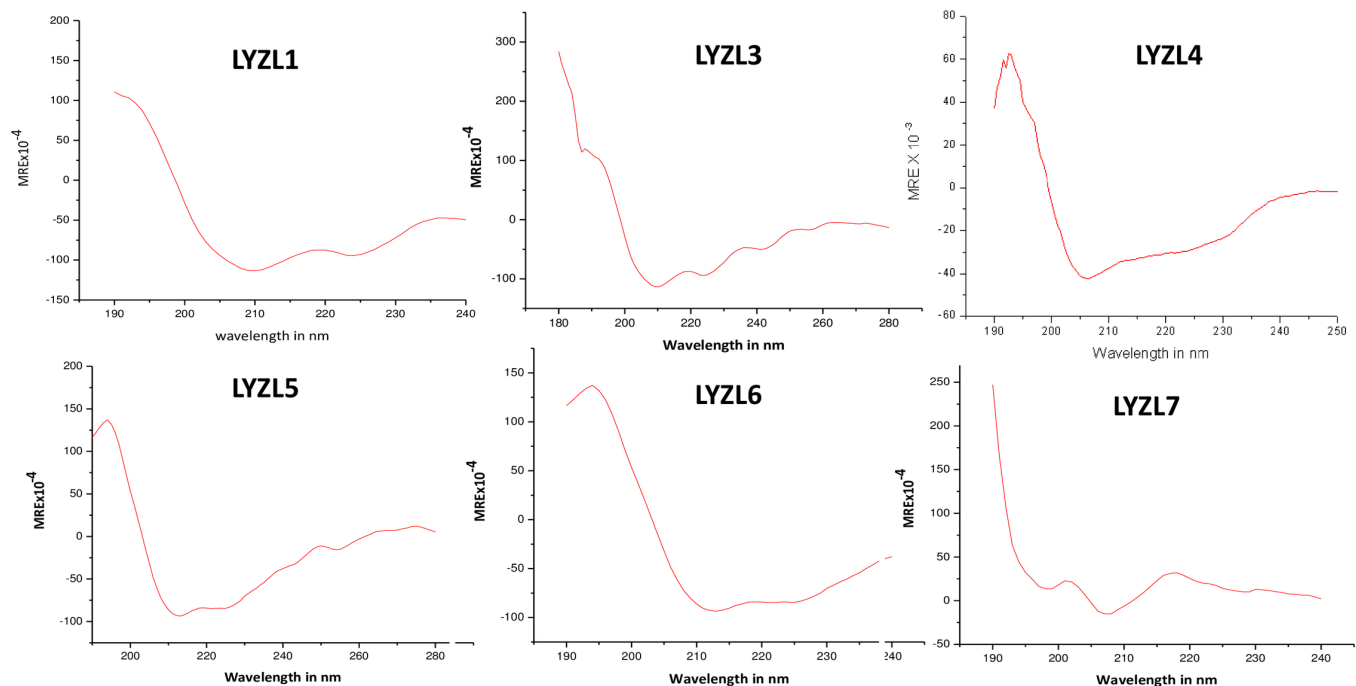 LYZL1
200
150
100
50
0
-50
-100
-150
MREx10-4
190 200 210 220 230 240
wavelength in nm
LYZL3
300
200
100
0
-100
MREx10-4
180 200 220 240 260 280
Wavelength in nm
LYZL4
80
60
40
20
0
-20
-40
-60
MRE X 10 -3
190 200 210 220 230 240 250
Wavelength in nm
LYZL5
200
150
100
50
0
-50
-100
MREx10-4
200 220 240 260 280
Wavelength in nm
LYZL6
150
100
50
0
-50
-100
MREx10-4
190 200 210 220 230 240
Wavelength in nm
LYZL7
250
200
150
100
50
0
-50
MREx10-4
190 200 210 220 230 240
Wavelength in nm